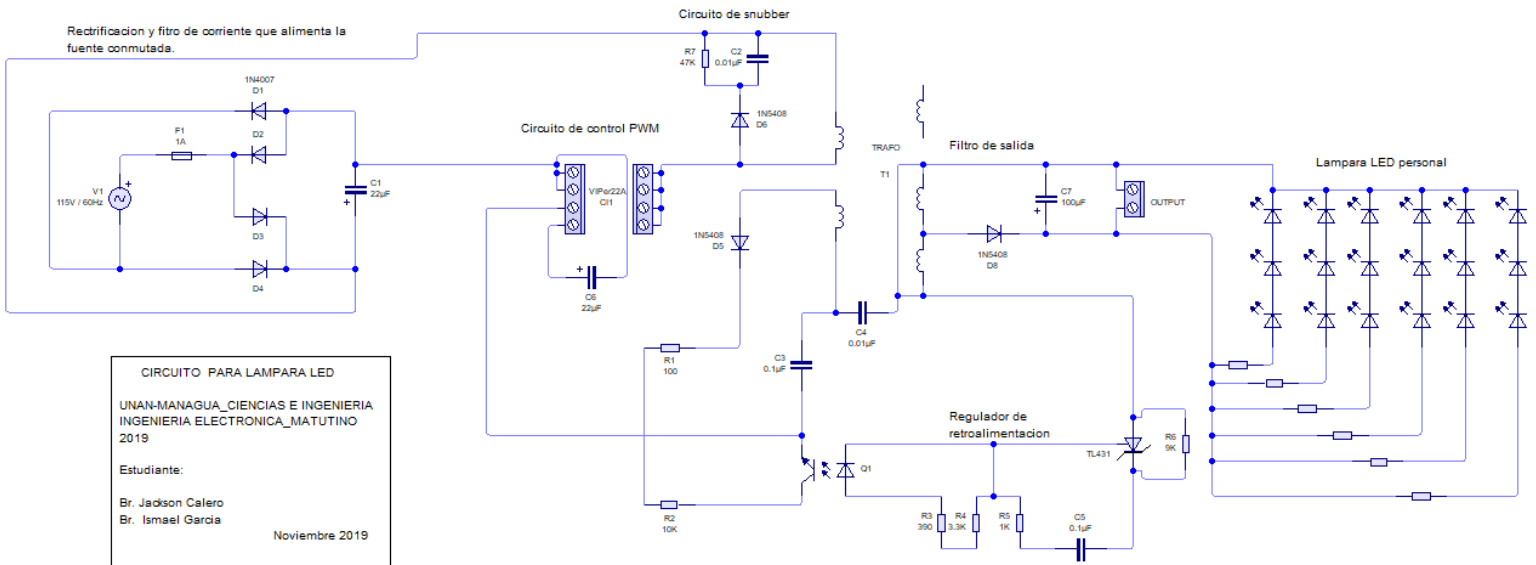 Circuito de snubber
Rectrificacion y fitro de corriente que alimenta la
fuente conmutada.
R7
47K
C2
0.01µF
1N4007
D1
1N5408
D6
F1
1A
D2
Circuito de control PWM
TRAFO
T1
Filtro de salida
Lampara LED personal
V1
115V / 60Hz
C1
22µF
VIPer22A
CI1
C7
100µF
OUTPUT
D3
1N5408
D5
1N5408
D8
D4
C6
22µF
C4
0.01µF
R1
100
C3
0.1µF
CIRCUITO PARA LAMPARA LED
UNAN-MANAGUA_CIENCIAS E INGENIERIA
INGENIERIA ELECTRONICA_MATUTINO
2019
Estudiante:
Br. Jackson Calero
Br. Ismael Garcia
Noviembre 2019
Regulador de
retroalimentacion
TL431
R6
9K
Q1
R2
10K
R3
390
R4
3.3K
R5
1K
C5
0.1µF